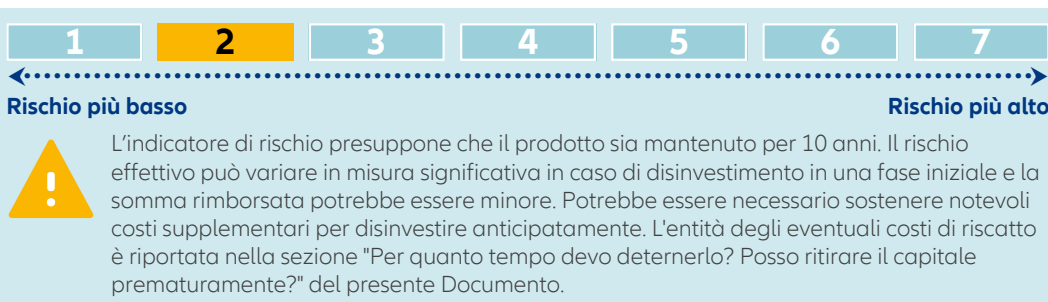 1 2 3 4 5 6 7
Rischio più basso Rischio più alto
L'indicatore di rischio presuppone che il prodotto sia mantenuto per 10 anni. Il rischio
effettivo può variare in misura significativa in caso di disinvestimento in una fase iniziale e la
somma rimborsata potrebbe essere minore. Potrebbe essere necessario sostenere notevoli
costi supplementari per disinvestire anticipatamente. L'entità degli eventuali costi di riscatto
è riportata nella sezione "Per quanto tempo devo deternerlo? Posso ritirare il capitale
prematuramente?" del presente Documento.